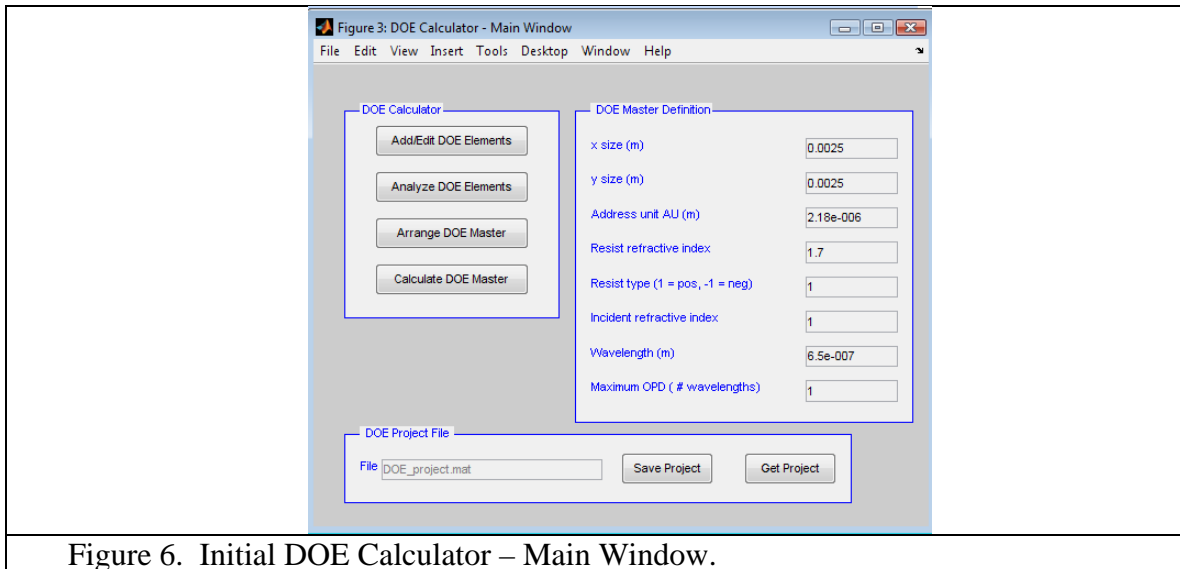 Figure 3: DOE Calculator - Main Window
File Edit View Insert Tools Desktop Window Help
DOE Calculator
Add/Edit DOE Elements
Analyze DOE Elements
Arrange DOE Master
Calculate DOE Master
DOE Master Definition
x size (m) 0.0025
y size (m) 0.0025
Address unit AU (m) 2.18e-006
Resist refractive index 1.7
Resist type (1 = pos, -1 = neg) 1
Incident refractive index 1
Wavelength (m) 6.5e-007
Maximum OPD ( # wavelengths) 1
DOE Project File
File DOE_project.mat Save Project Get Project
Figure 6. Initial DOE Calculator – Main Window.